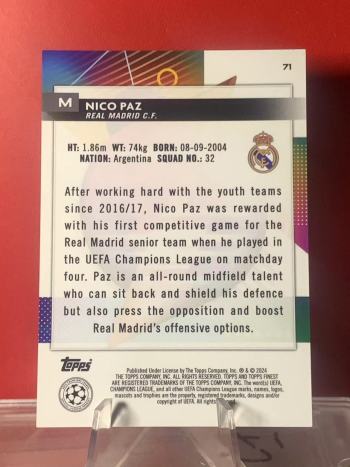 71
M
NICO PAZ
REAL MADRID C.F.
HT: 1.86m WT: 74kg BORN: 08-09-2004
NATION: Argentina SQUAD NO.: 32
After working hard with the youth teams
since 2016/17, Nico Paz was rewarded
with his first competitive game for the
Real Madrid senior team when he played in
the UEFA Champions League on matchday
four. Paz is an all-round midfield talent
who can sit back and shield his defence
but also press the opposition and boost
Real Madrid's offensive options.
Topps
Published Under License by The Topps Company, Inc. ® & © 2024
THE TOPPS COMPANY, INC. ALL RIGHTS RESERVED. TOPPS AND TOPPS FINEST
ARE REGISTERED TRADEMARKS OF THE TOPPS COMPANY, INC. The word(s) UEFA,
CHAMPIONS LEAGUE, and all other UEFA Champions League marks, names, logos,
mascots and trophies are the property, registered trademarks, designs and/or
copyright of UEFA. All rights
CHAMPIONS
LEAGUE